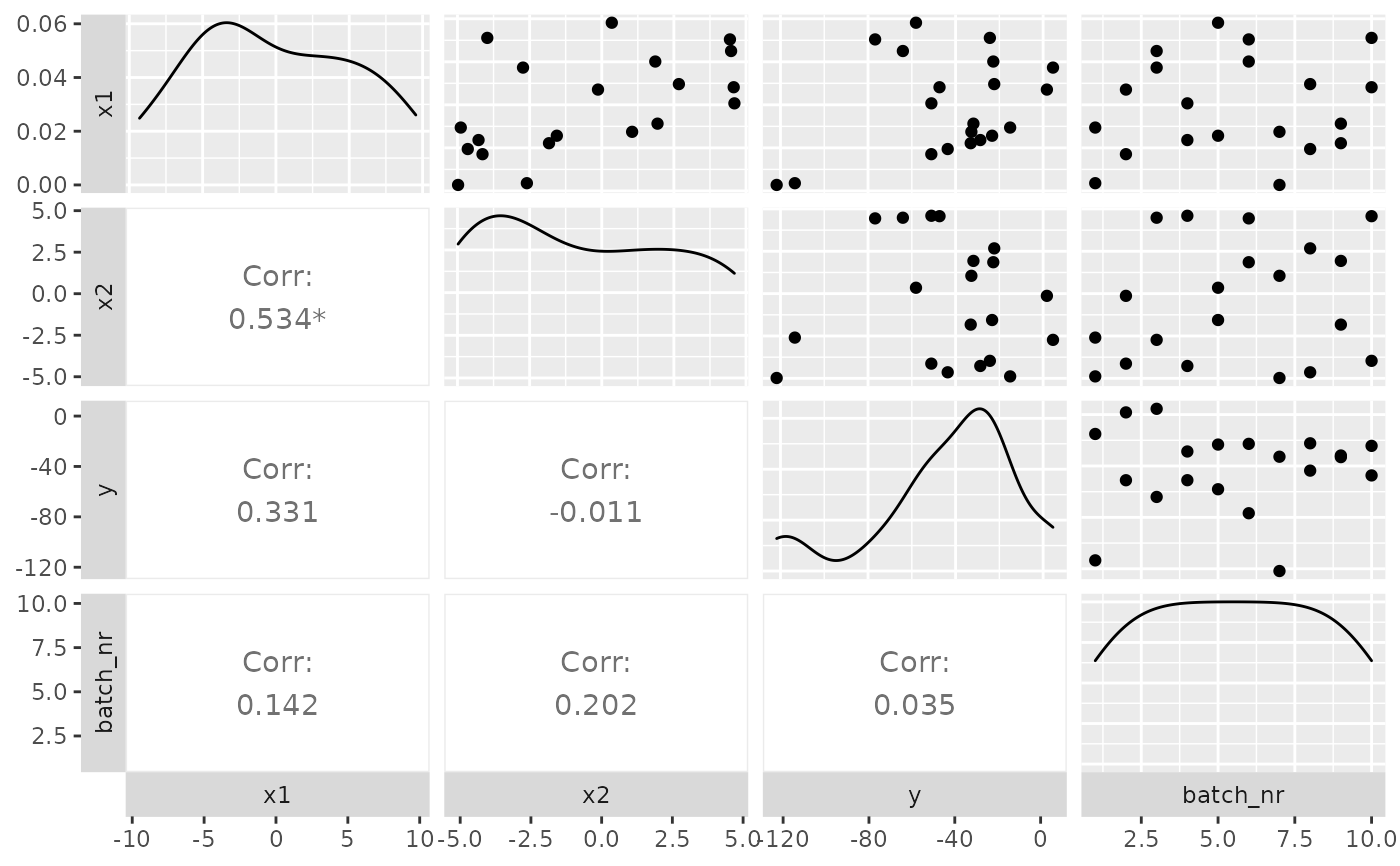 0.06
0.04
0.02
0.00
x1
5.0
2.5
0.0
-2.5
-5.0
x2
Corr:
0.534*
0
-40
-80
-120
y
Corr:
0.331
Corr:
-0.011
10.0
7.5
5.0
2.5
batch_nr
Corr:
0.142
Corr:
0.202
Corr:
0.035
x1
x2
y
batch_nr
-10 -5 0 5 10
-5.0 -2.5 0.0 2.5 5.0
-120 -80 -40 0
2.5 5.0 7.5 10.0